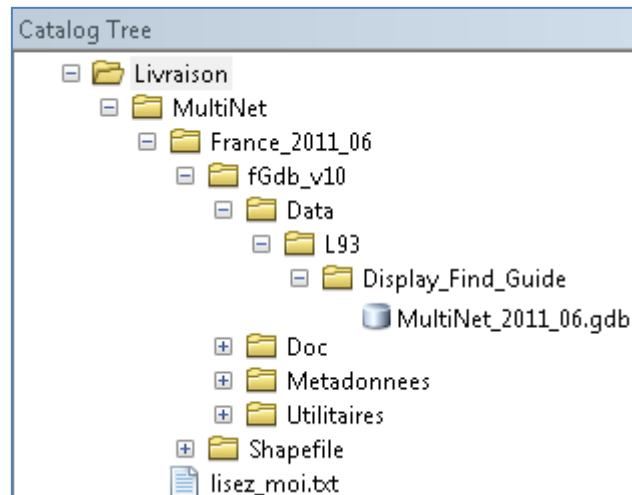 Catalog Tree
Livraison
MultiNet
France_2011_06
fGdb_v10
Data
L93
Display_Find_Guide
MultiNet_2011_06.gdb
Doc
Metadonnees
Utilitaires
Shapefile
lisez_moi.txt